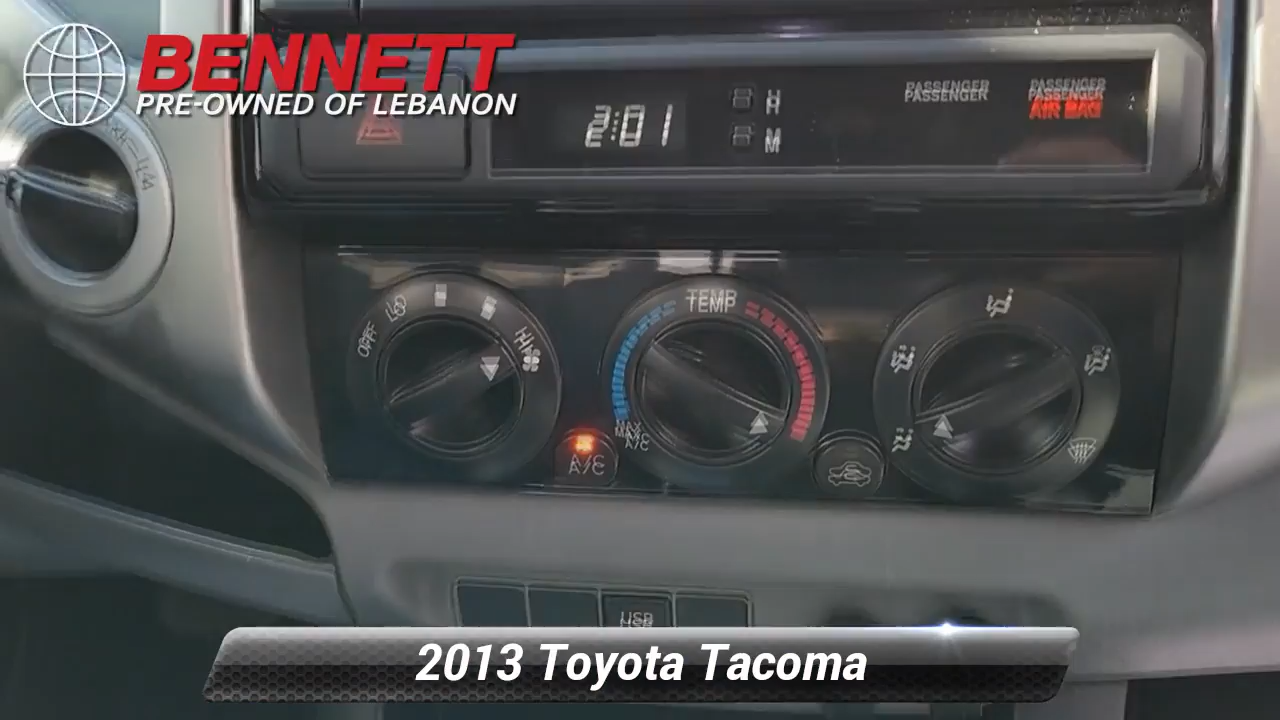 BENNETT
PRE-OWNED OF LEBANON
2:01
H
M
PASSENGER
PASSENGER
AIR BAG
OFF
LO
HI
TEMP
MAX
A/C
A/C
USB
2013 Toyota Tacoma